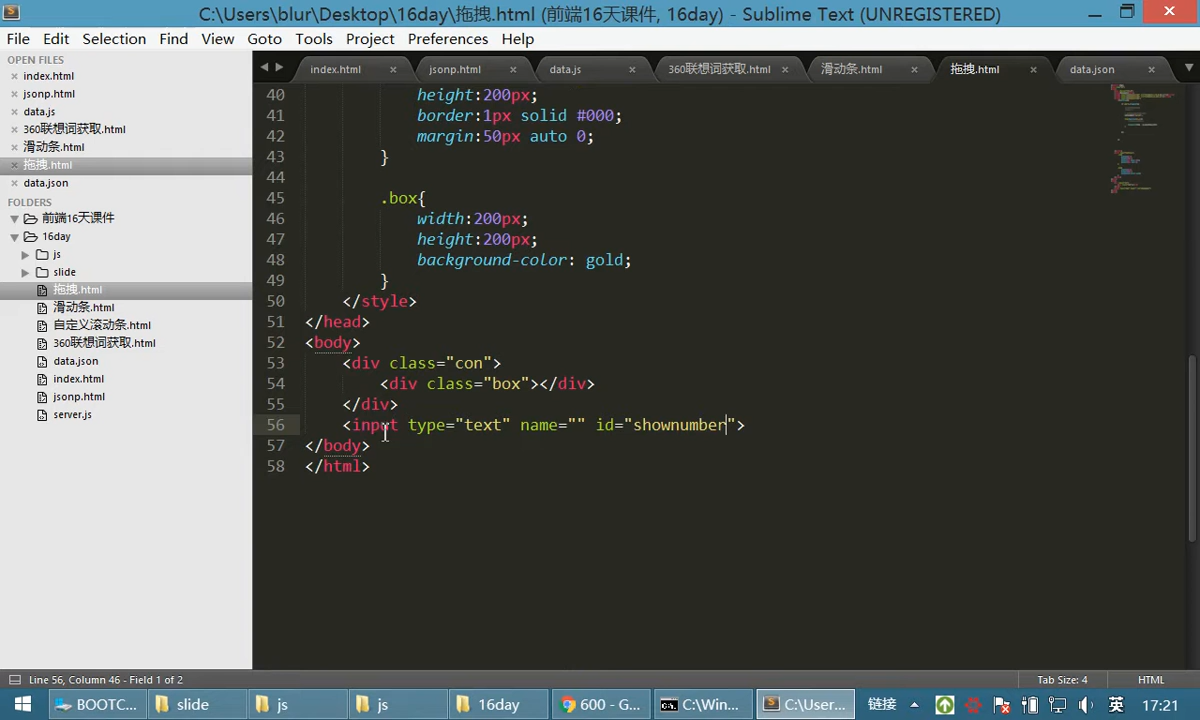 C:\Users\blur\Desktop\16day\拖拽.html (前端16天课件, 16day) - Sublime Text (UNREGISTERED)
File Edit Selection Find View Goto Tools Project Preferences Help
OPEN FILES
index.html
jsonp.html
data.js
360联想词获取.html
滑动条.html
拖拽.html
data.json
FOLDERS
前端16天课件
16day
js
slide
拖拽.html
滑动条.html
自定义滚动条.html
360联想词获取.html
data.json
index.html
jsonp.html
server.js
index.html jsonp.html data.js 360联想词获取.html 滑动条.html 拖拽.html data.json
40 height:200px;
41 border:1px solid #000;
42 margin:50px auto 0;
43 }
44
45 .box{
46 width:200px;
47 height:200px;
48 background-color: gold;
49 }
50 </style>
51 </head>
52 <body>
53 <div class="con">
54 <div class="box"></div>
55 </div>
56 <input type="text" name="" id="shownumber">
57 </body>
58 </html>
Line 56, Column 46 - Field 1 of 2 Tab Size: 4 HTML
BOOTC... slide js js 16day 600 - G... C:\Win... C:\User... 链接 英 17:21